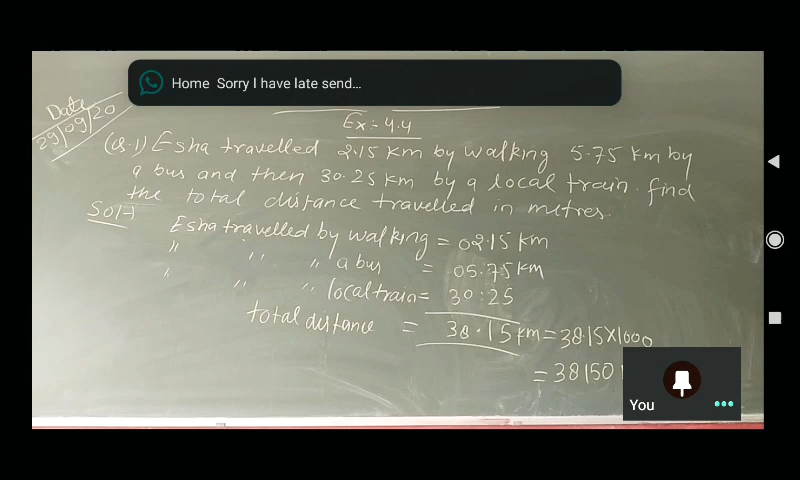 Home Sorry I have late send...
Date
29/09/20
Ex:- 4.4
(Q.1) Esha travelled 2.15 Km by walking 5.75 Km by
a bus and then 30.25 Km by a local train. find
the total distance travelled in metres.
Sol:-
Esha travelled by walking = 02.15 Km
" " " a bus = 05.75 Km
" " " local train = 30.25
total distance = 38.15 Km = 38.15X1000
= 38150
You